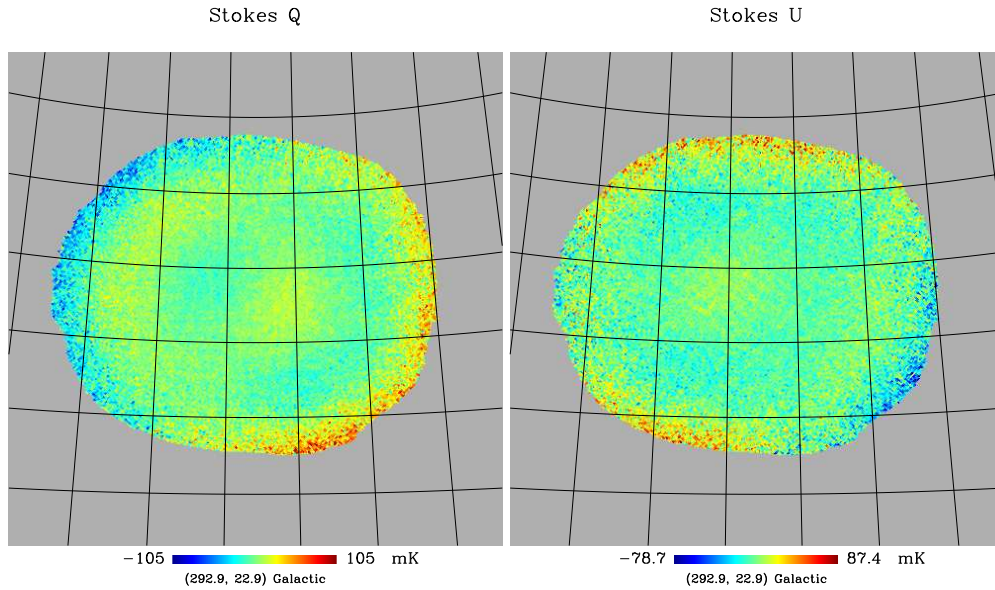 Stokes Q
Stokes U
−105 105 mK
(292.9, 22.9) Galactic
−78.7 87.4 mK
(292.9, 22.9) Galactic